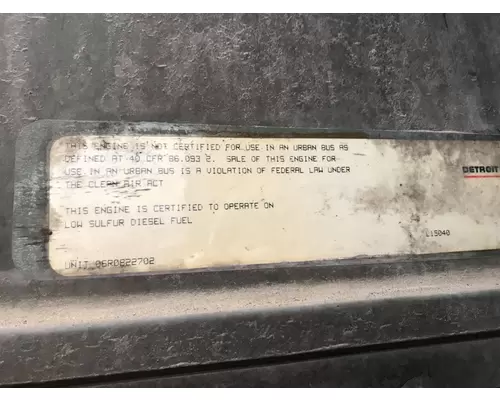 THIS ENGINE IS NOT CERTIFIED FOR USE IN AN URBAN BUS AS
DEFINED AT 40 CFR 86.093 2. SALE OF THIS ENGINE FOR
USE IN AN URBAN BUS IS A VIOLATION OF FEDERAL LAW UNDER
THE CLEAN AIR ACT
DETROIT
THIS ENGINE IS CERTIFIED TO OPERATE ON
LOW SULFUR DIESEL FUEL
L15040
UNIT 06R0822702